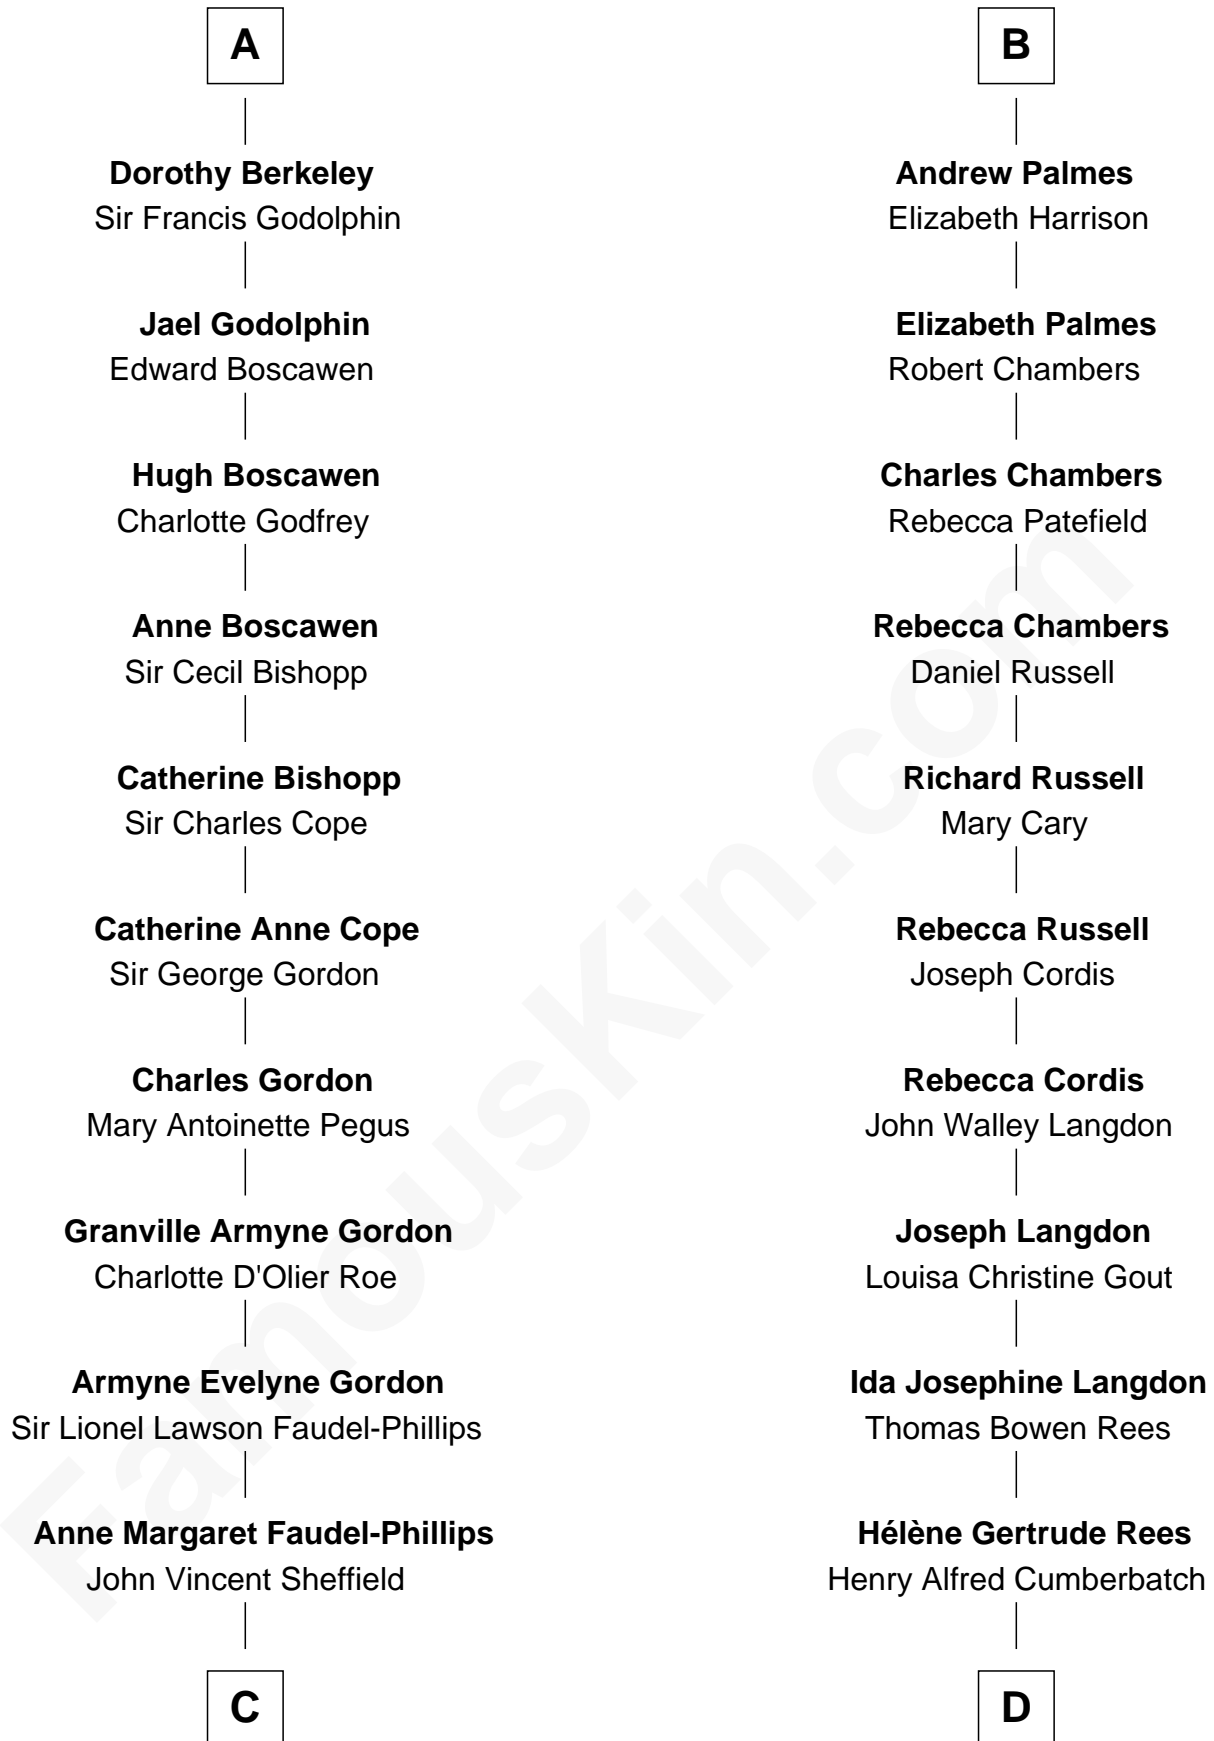 A
Dorothy Berkeley
Sir Francis Godolphin
Jael Godolphin
Edward Boscawen
Hugh Boscawen
Charlotte Godfrey
Anne Boscawen
Sir Cecil Bishopp
Catherine Bishopp
Sir Charles Cope
Catherine Anne Cope
Sir George Gordon
Charles Gordon
Mary Antoinette Pegus
Granville Armyne Gordon
Charlotte D'Olier Roe
Armyne Evelyne Gordon
Sir Lionel Lawson Faudel-Phillips
Anne Margaret Faudel-Phillips
John Vincent Sheffield
C
B
Andrew Palmes
Elizabeth Harrison
Elizabeth Palmes
Robert Chambers
Charles Chambers
Rebecca Patefield
Rebecca Chambers
Daniel Russell
Richard Russell
Mary Cary
Rebecca Russell
Joseph Cordis
Rebecca Cordis
John Walley Langdon
Joseph Langdon
Louisa Christine Gout
Ida Josephine Langdon
Thomas Bowen Rees
Hélène Gertrude Rees
Henry Alfred Cumberbatch
D
FamousKin.com